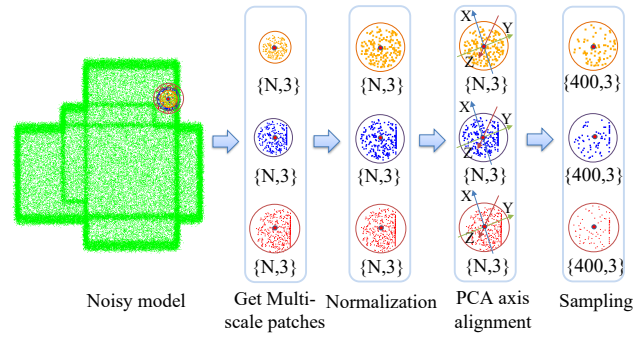 {N,3}
{N,3}
X
Y
Z
{N,3}
{400,3}
{N,3}
{N,3}
X
Y
Z
{N,3}
{400,3}
{N,3}
{N,3}
X
Y
Z
{N,3}
{400,3}
Noisy model
Get Multi-
scale patches
Normalization
PCA axis
alignment
Sampling